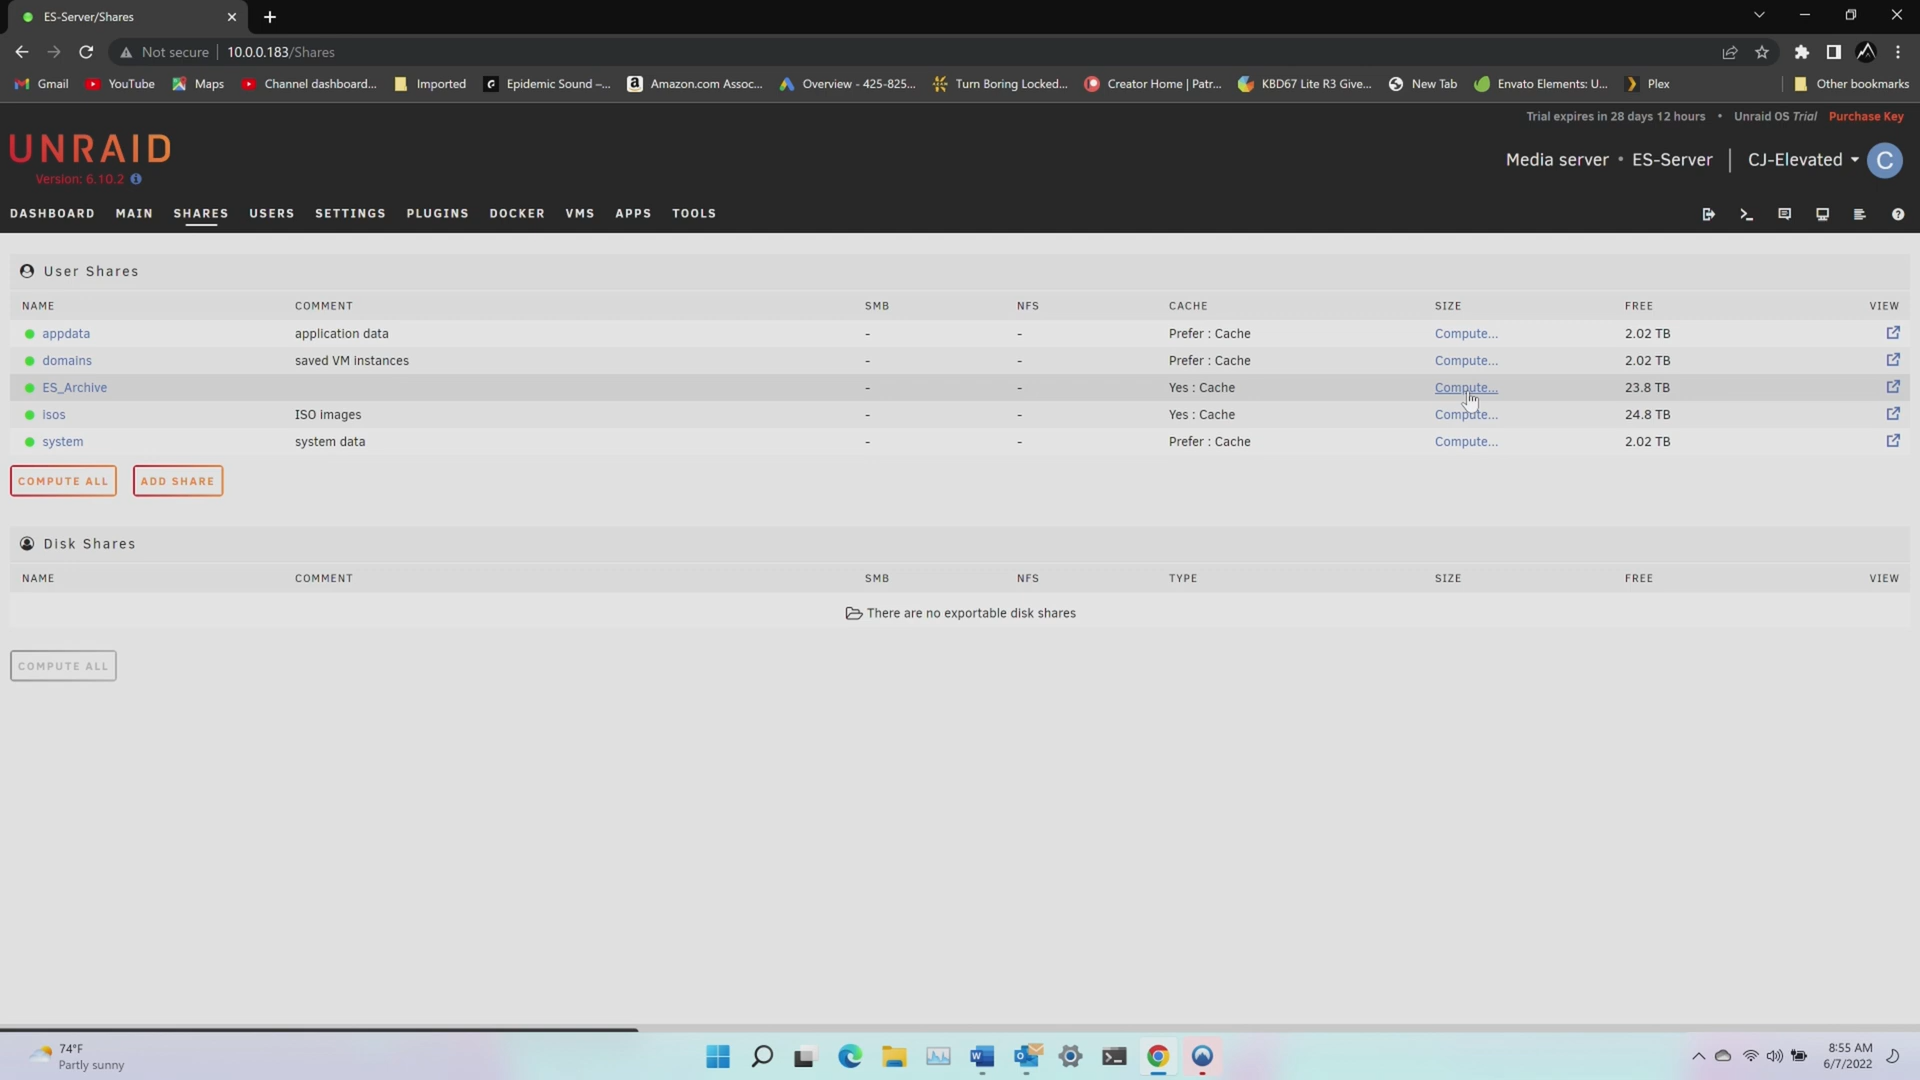 ES-Server/Shares
Not secure 10.0.0.183/Shares
Gmail YouTube Maps Channel dashboard... Imported Epidemic Sound –... Amazon.com Assoc... Overview - 425-825... Turn Boring Locked... Creator Home | Patr... KBD67 Lite R3 Give... New Tab Envato Elements: U... Plex Other bookmarks
Trial expires in 28 days 12 hours • Unraid OS Trial Purchase Key
UNRAID
Version: 6.10.2
Media server • ES-Server | CJ-Elevated C
DASHBOARD MAIN SHARES USERS SETTINGS PLUGINS DOCKER VMS APPS TOOLS
User Shares
NAME COMMENT SMB NFS CACHE SIZE FREE VIEW
appdata application data - - Prefer : Cache Compute... 2.02 TB
domains saved VM instances - - Prefer : Cache Compute... 2.02 TB
ES_Archive - - Yes : Cache Compute... 23.8 TB
isos ISO images - - Yes : Cache Compute... 24.8 TB
system system data - - Prefer : Cache Compute... 2.02 TB
COMPUTE ALL ADD SHARE
Disk Shares
NAME COMMENT SMB NFS TYPE SIZE FREE VIEW
There are no exportable disk shares
COMPUTE ALL
74°F
Partly sunny
8:55 AM
6/7/2022